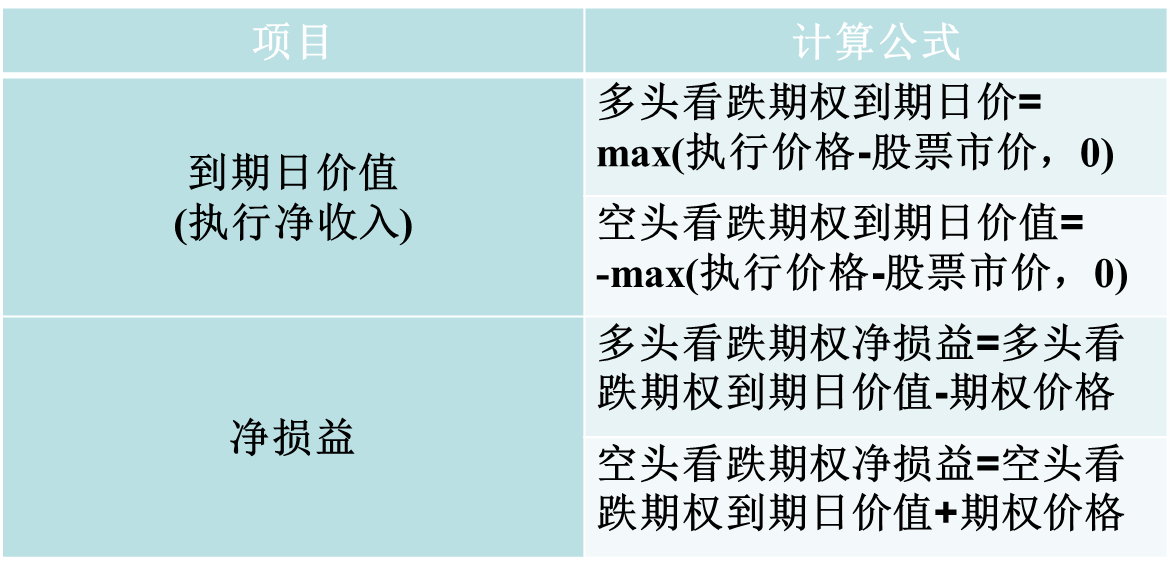 项目
计算公式
到期日价值
(执行净收入)
多头看跌期权到期日价=
max(执行价格-股票市价，0)
空头看跌期权到期日价值=
-max(执行价格-股票市价，0)
净损益
多头看跌期权净损益=多头看
跌期权到期日价值-期权价格
空头看跌期权净损益=空头看
跌期权到期日价值+期权价格